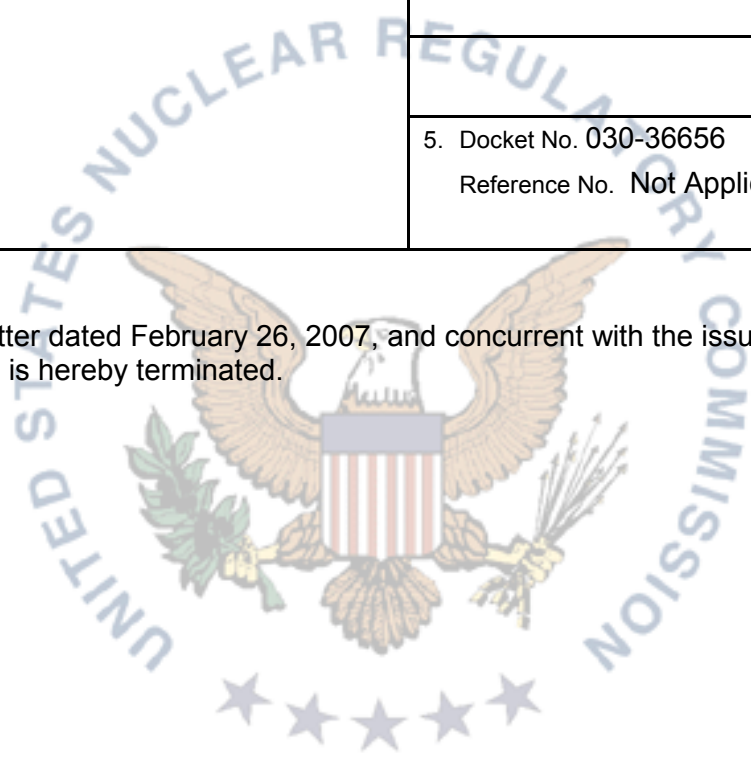 UNITED STATES NUCLEAR REGULATORY COMMISSION
5. Docket No. 030-36656
Reference No. Not Appli
tter dated February 26, 2007, and concurrent with the issu
is hereby terminated.